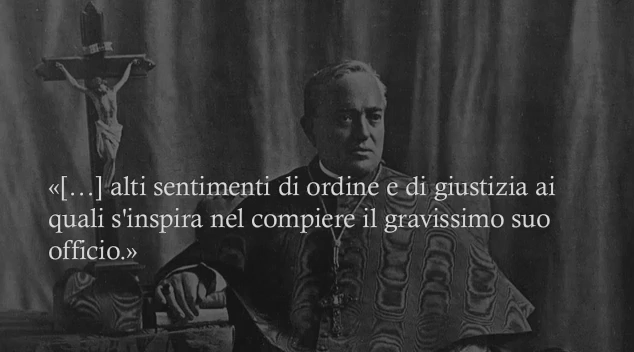 «[…] alti sentimenti di ordine e di giustizia ai
quali s'inspira nel compiere il gravissimo suo
officio.»